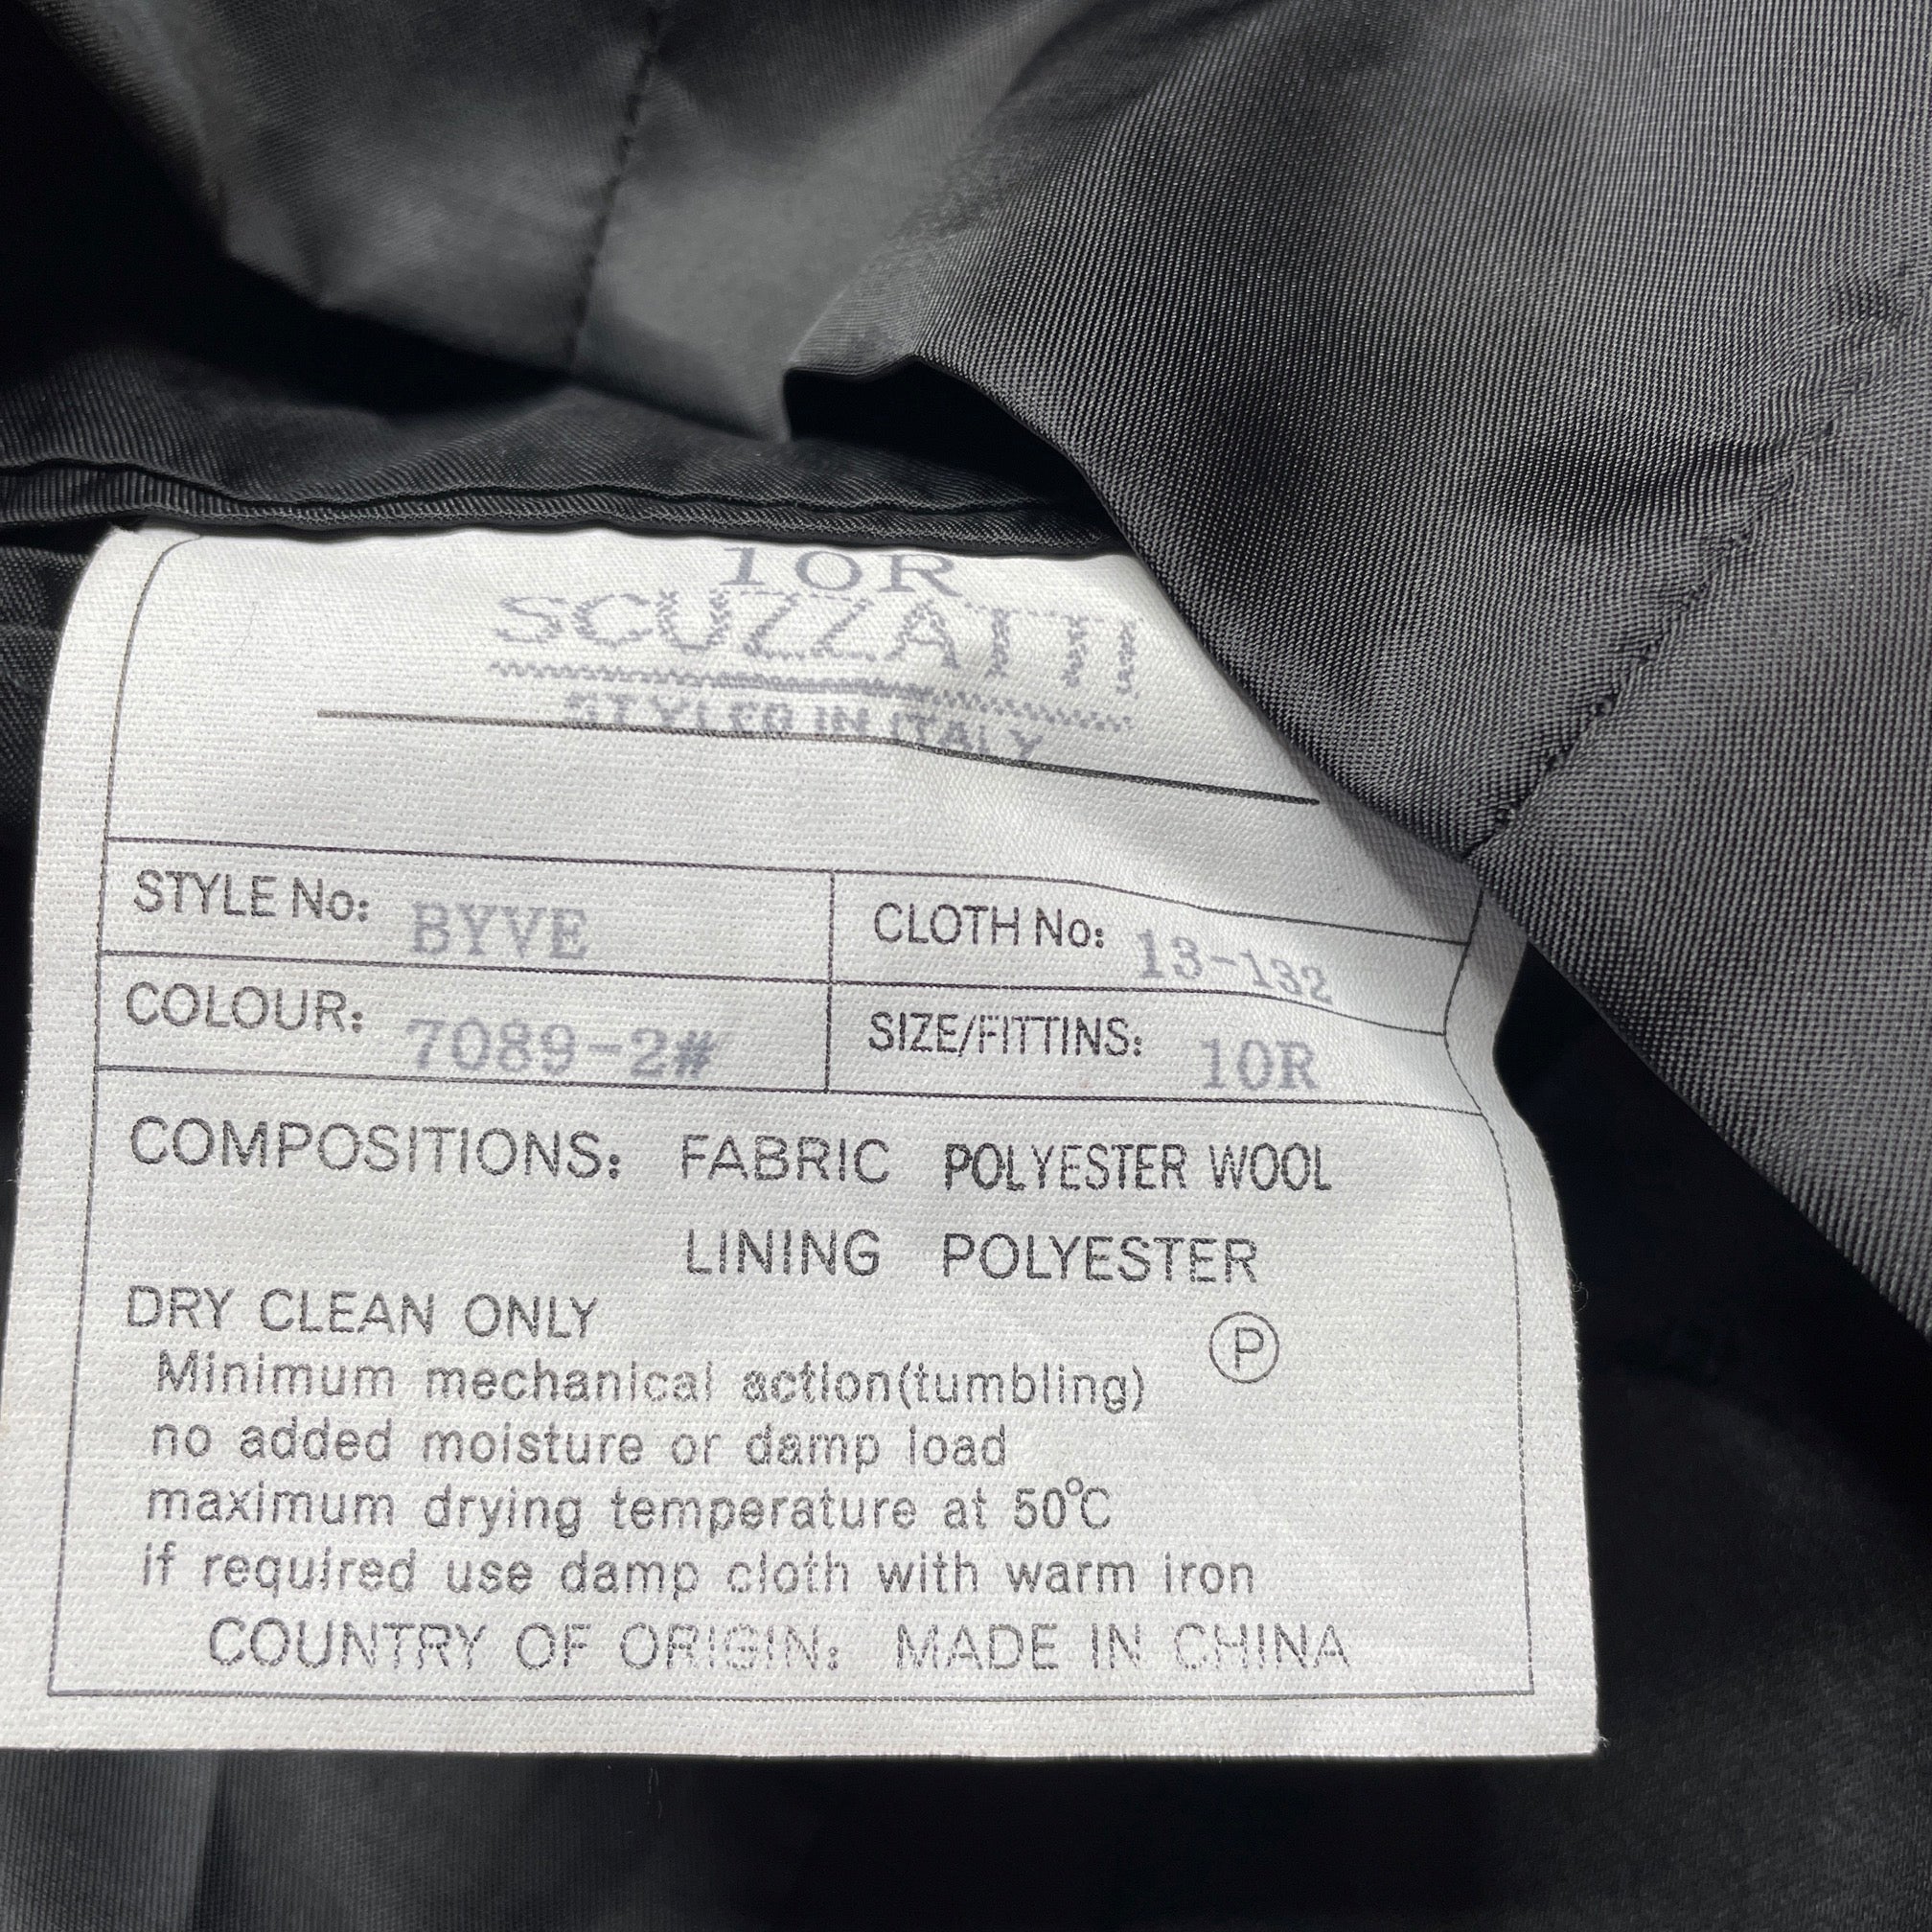 10R
SCUZZATTI
STYLED IN ITALY
STYLE No: BYVE CLOTH No: 13-132
COLOUR: 7089-2# SIZE/FITTINS: 10R
COMPOSITIONS: FABRIC POLYESTER WOOL
LINING POLYESTER
DRY CLEAN ONLY
P
Minimum mechanical action(tumbling)
no added moisture or damp load
maximum drying temperature at 50°C
if required use damp cloth with warm iron
COUNTRY OF ORIGIN: MADE IN CHINA